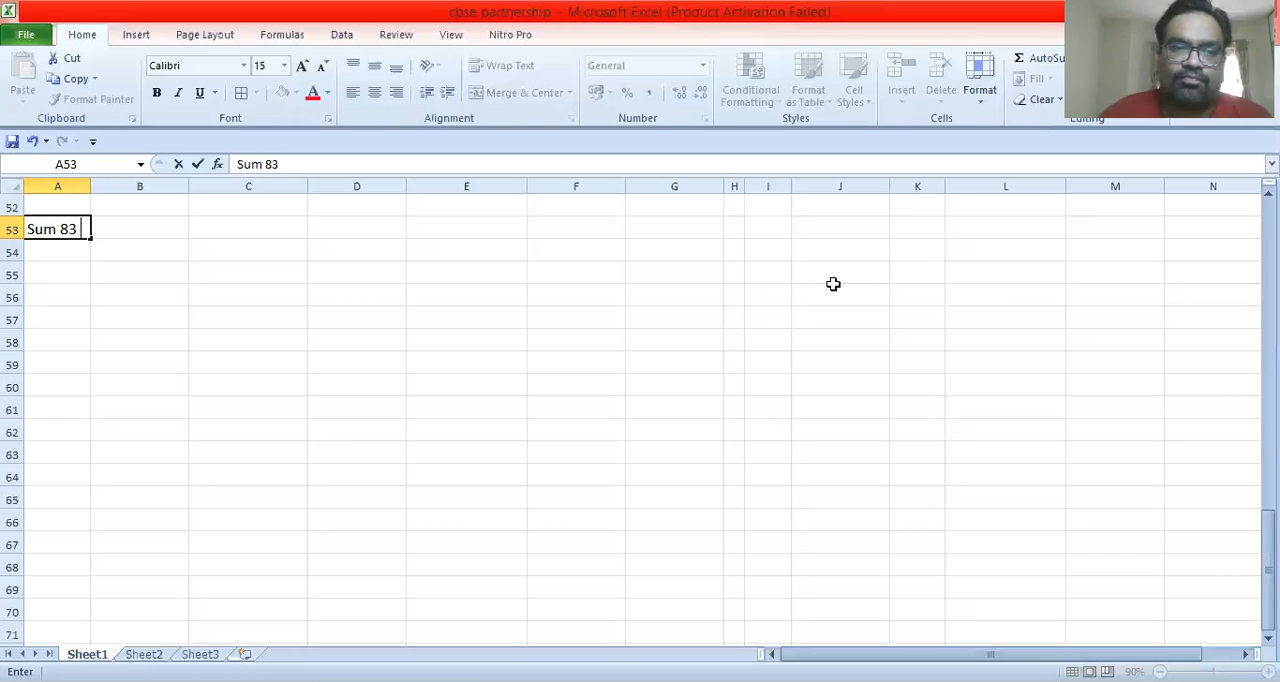 cbse partnership - Microsoft Excel (Product Activation Failed)
File Home Insert Page Layout Formulas Data Review View Nitro Pro
Cut
Copy
Format Painter
Paste
Clipboard
Calibri 15 A A
B I U A
Font
Wrap Text
Merge & Center
Alignment
General
% ,
Number
Conditional Formatting
Format as Table
Cell Styles
Styles
Insert Delete Format
Cells
Σ AutoSu
Fill
Clear
Editing
A53 fx Sum 83
A B C D E F G H I J K L M N
52
53 Sum 83
54
55
56
57
58
59
60
61
62
63
64
65
66
67
68
69
70
71
Sheet1 Sheet2 Sheet3
Enter 90%